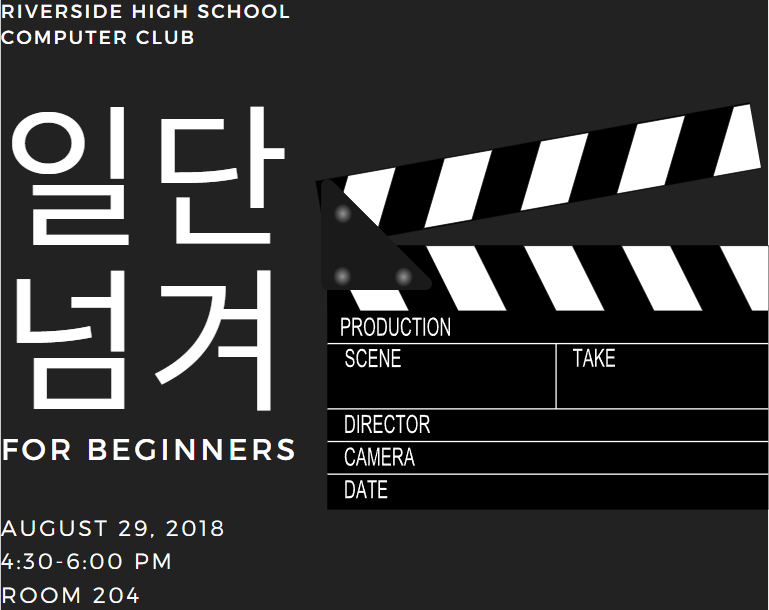 RIVERSIDE HIGH SCHOOL
COMPUTER CLUB
일단
넘겨
FOR BEGINNERS
AUGUST 29, 2018
4:30-6:00 PM
ROOM 204
PRODUCTION
SCENE TAKE
DIRECTOR
CAMERA
DATE